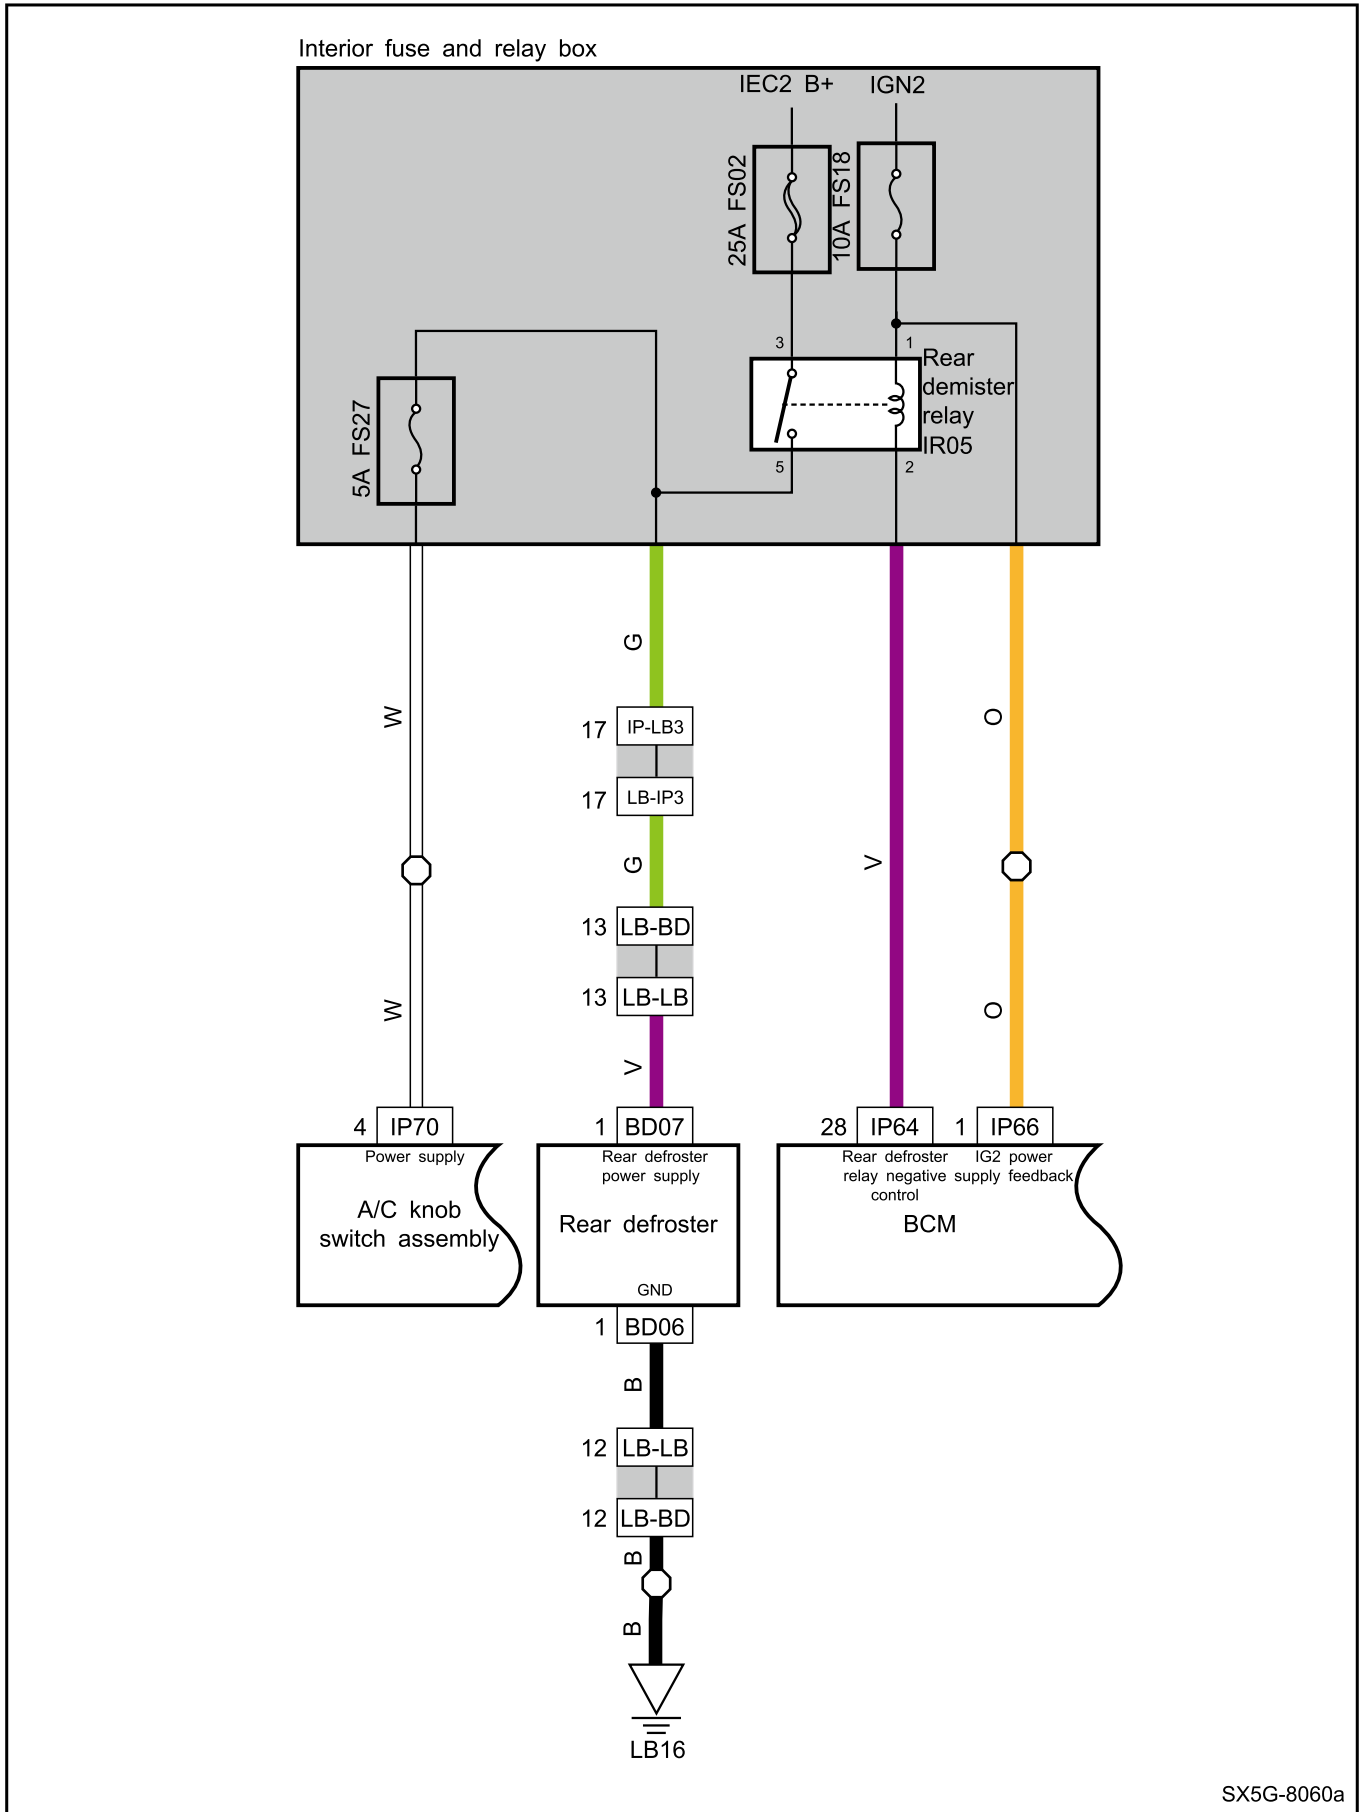 Interior fuse and relay box
IEC2 B+
IGN2
25A FS02
10A FS18
3
1
Rear
demister
relay
IR05
5
2
5A FS27
G
W
O
17
IP-LB3
17
LB-IP3
G
V
13
LB-BD
13
LB-LB
W
O
V
4
IP70
1
BD07
28
IP64
1
IP66
Power supply
A/C knob
switch assembly
Rear defroster
power supply
Rear defroster
GND
Rear defroster
relay negative
control
IG2 power
supply feedback
BCM
1
BD06
B
12
LB-LB
12
LB-BD
B
B
LB16
SX5G-8060a